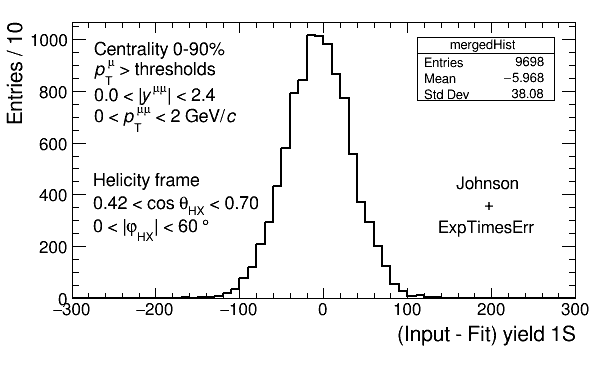 Entries / 10
1000
800
600
400
200
0
Centrality 0-90%
p_T^μ > thresholds
0.0 < |y^μμ| < 2.4
0 < p_T^μμ < 2 GeV/c
Helicity frame
0.42 < cos θ_HX < 0.70
0 < |φ_HX| < 60 °
mergedHist
Entries 9698
Mean −5.968
Std Dev 38.08
Johnson
+
ExpTimesErr
−300 −200 −100 0 100 200 300
(Input - Fit) yield 1S